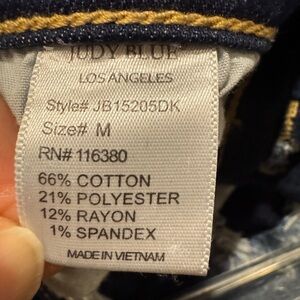 JUDY BLUE
LOS ANGELES
Style# JB15205DK
Size# M
RN# 116380
66% COTTON
21% POLYESTER
12% RAYON
1% SPANDEX
MADE IN VIETNAM